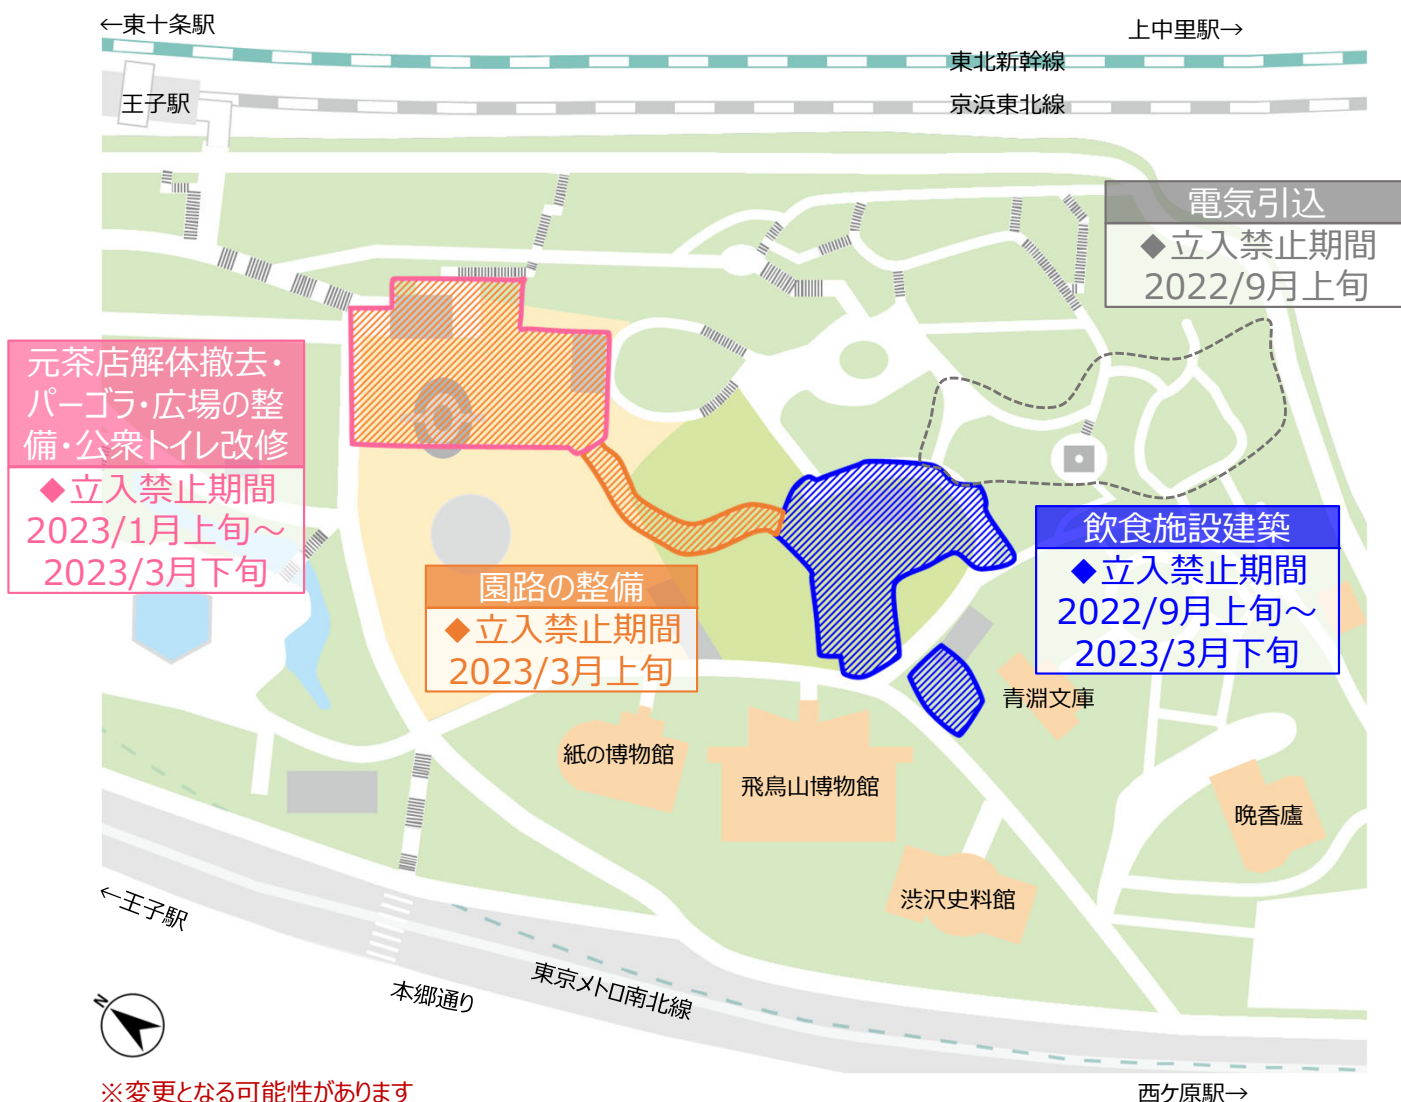 ←東十条駅
上中里駅→
東北新幹線
王子駅
京浜東北線
電気引込
◆立入禁止期間
2022/9月上旬
元茶店解体撤去・
パーゴラ・広場の整
備・公衆トイレ改修
◆立入禁止期間
2023/1月上旬～
2023/3月下旬
飲食施設建築
◆立入禁止期間
2022/9月上旬～
2023/3月下旬
園路の整備
◆立入禁止期間
2023/3月上旬
青淵文庫
紙の博物館
飛鳥山博物館
晩香廬
渋沢史料館
←王子駅
東京メトロ南北線
本郷通り
N
※変更となる可能性があります
西ケ原駅→